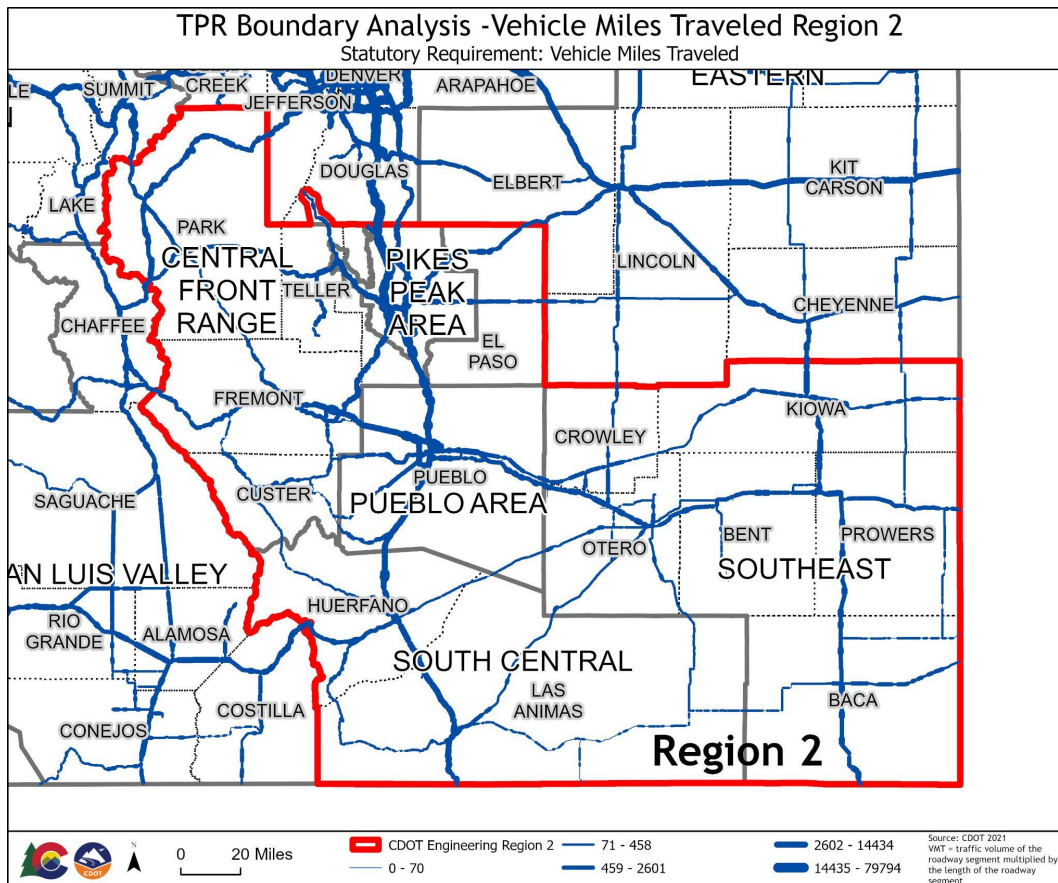 TPR Boundary Analysis -Vehicle Miles Traveled Region 2
Statutory Requirement: Vehicle Miles Traveled
DENVER
EASTERN
SUMMIT
CREEK
ARAPAHOE
JEFFERSON
DOUGLAS
ELBERT
KIT
CARSON
LAKE
PARK
CENTRAL
FRONT
RANGE
PIKES
PEAK
AREA
LINCOLN
TELLER
CHEYENNE
CHAFFEE
EL
PASO
FREMONT
KIOWA
CROWLEY
PUEBLO
CUSTER
SAGUACHE
PUEBLO AREA
OTERO
BENT
PROWERS
SOUTHEAST
AN LUIS VALLEY
HUERFANO
RIO
GRANDE
ALAMOSA
SOUTH CENTRAL
LAS
ANIMAS
COSTILLA
BACA
CONEJOS
Region 2
CDOT
N
0 20 Miles
CDOT Engineering Region 2
0 - 70
71 - 458
459 - 2601
2602 - 14434
14435 - 79794
Source: CDOT 2021
VMT = traffic volume of the
roadway segment multiplied by
the length of the roadway
segment